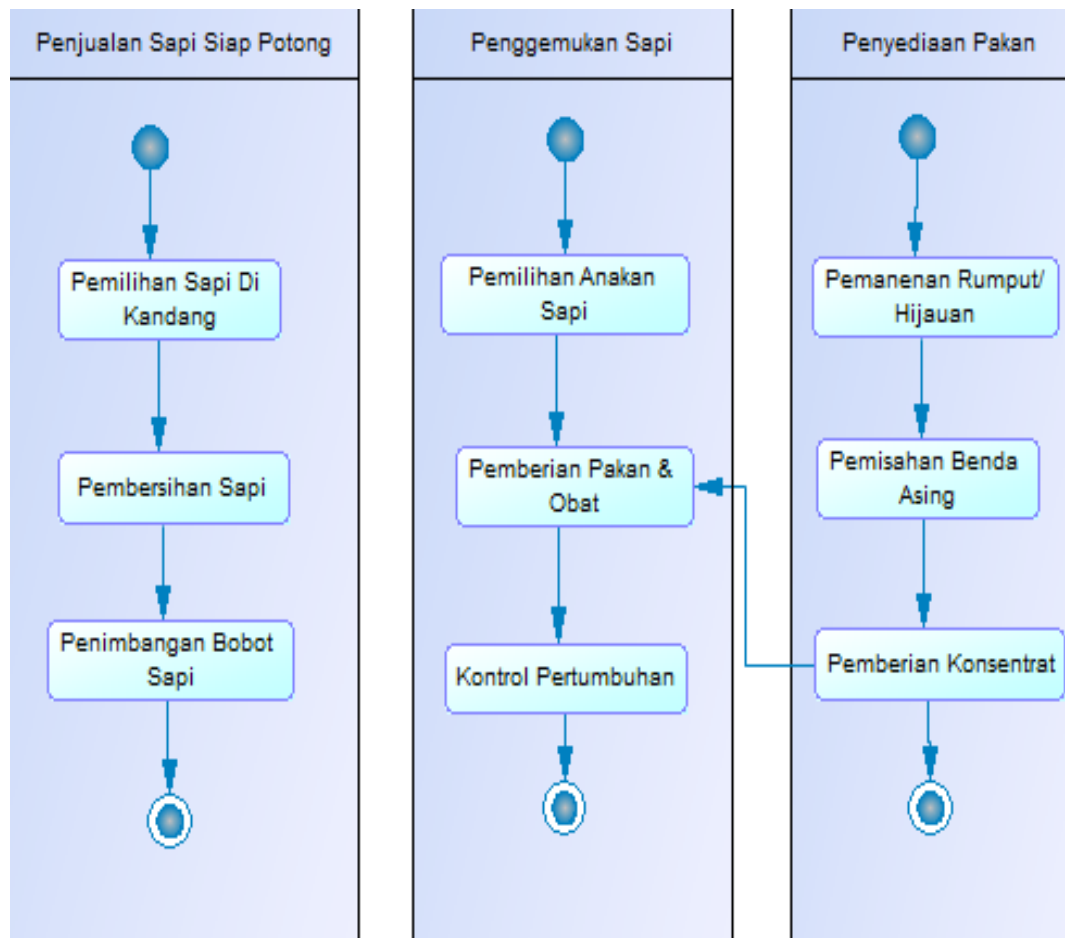 Penjualan Sapi Siap Potong
Pemilihan Sapi Di
Kandang
Pembersihan Sapi
Penimbangan Bobot
Sapi
Penggemukan Sapi
Pemilihan Anakan
Sapi
Pemberian Pakan &
Obat
Kontrol Pertumbuhan
Penyediaan Pakan
Pemanenan Rumput/
Hijauan
Pemisahan Benda
Asing
Pemberian Konsentrat